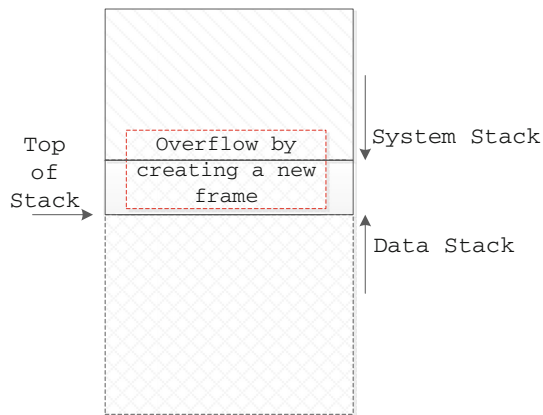 Overflow by
creating a new
frame
Top
of
Stack
System Stack
Data Stack